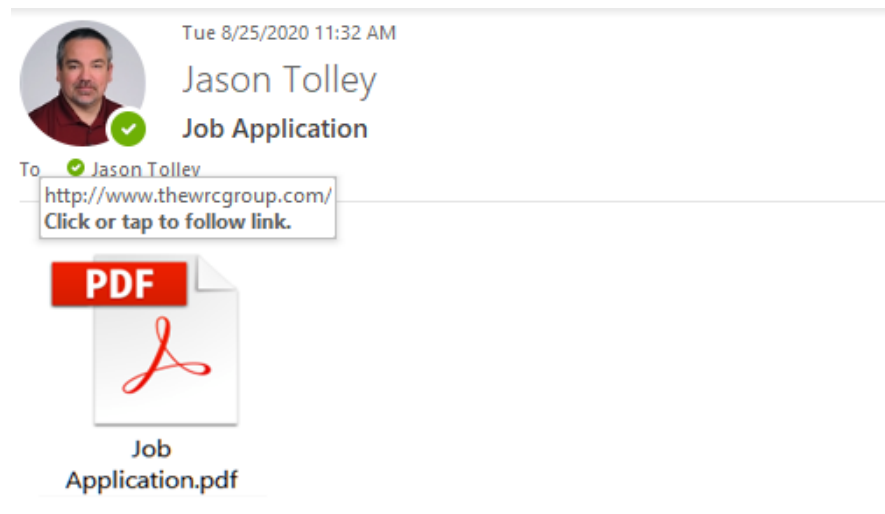 Tue 8/25/2020 11:32 AM
Jason Tolley
Job Application
To Jason Tolley
http://www.thewrcgroup.com/
Click or tap to follow link.
PDF
Job
Application.pdf